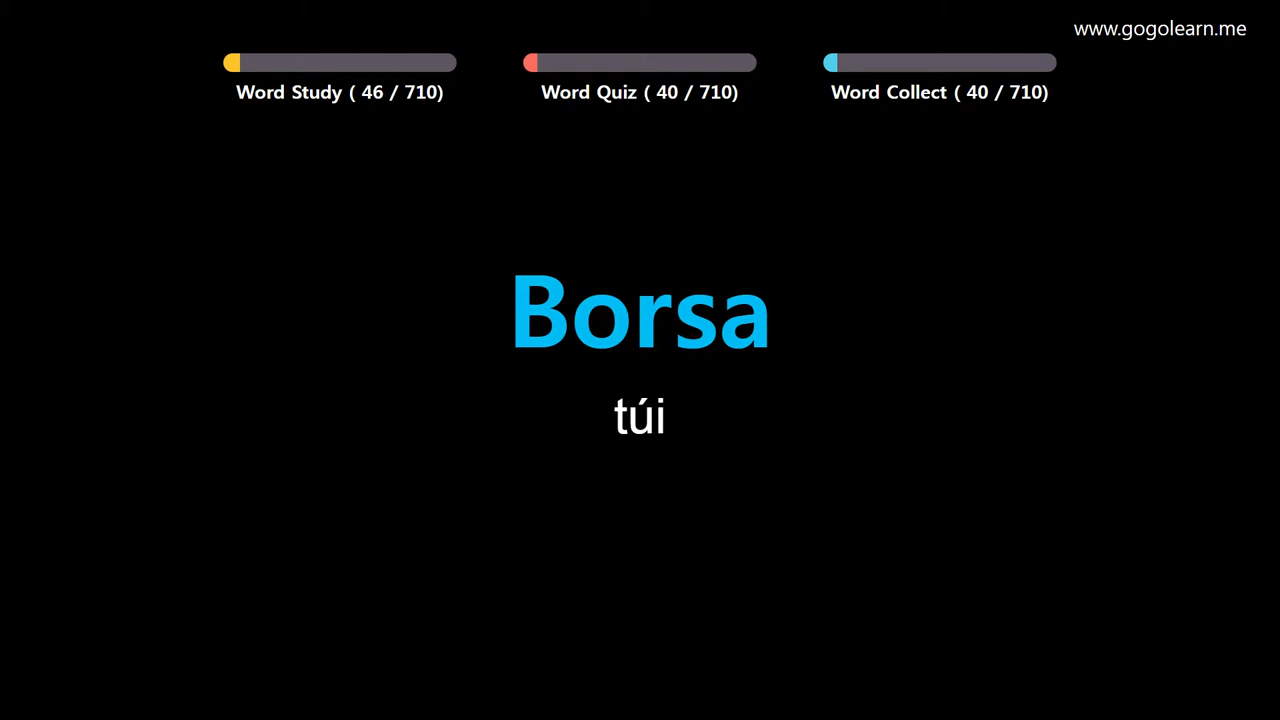 www.gogolearn.me
Word Study ( 46 / 710)
Word Quiz ( 40 / 710)
Word Collect ( 40 / 710)
Borsa
túi